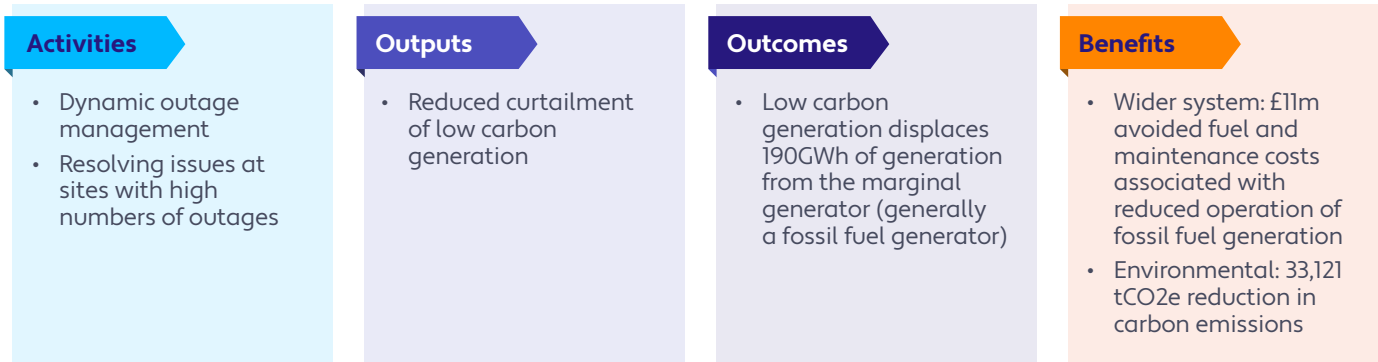 Activities
• Dynamic outage
management
• Resolving issues at
sites with high
numbers of outages
Outputs
• Reduced curtailment
of low carbon
generation
Outcomes
• Low carbon
generation displaces
190GWh of generation
from the marginal
generator (generally
a fossil fuel generator)
Benefits
• Wider system: £11m
avoided fuel and
maintenance costs
associated with
reduced operation of
fossil fuel generation
• Environmental: 33,121
tCO2e reduction in
carbon emissions